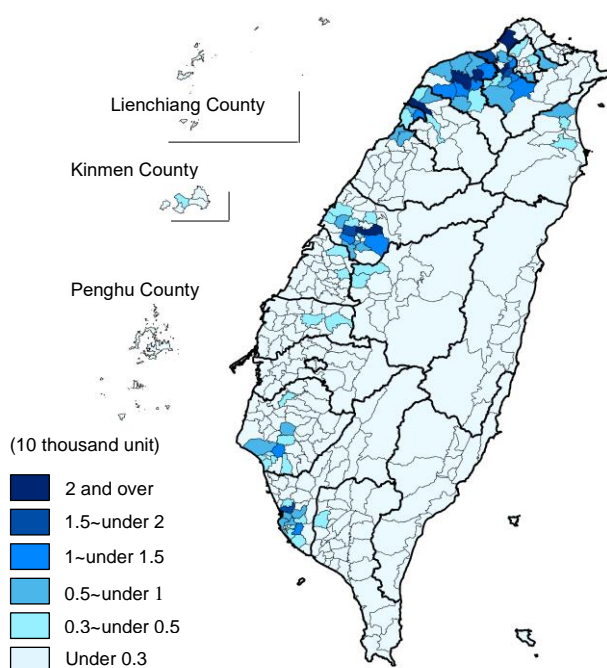 Lienchiang County
Kinmen County
Penghu County
(10 thousand unit)
2 and over
1.5~under 2
1~under 1.5
0.5~under 1
0.3~under 0.5
Under 0.3